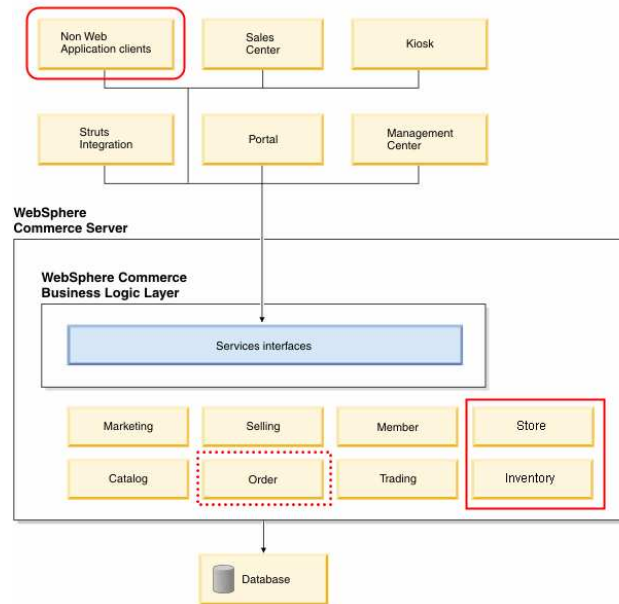 Non Web
Application clients
Sales
Center
Kiosk
Struts
Integration
Portal
Management
Center
WebSphere
Commerce Server
WebSphere Commerce
Business Logic Layer
Services interfaces
Marketing
Selling
Member
Store
Catalog
Order
Trading
Inventory
Database